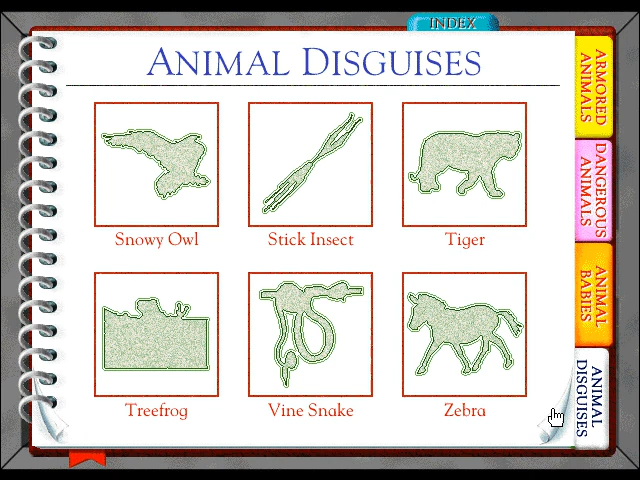 INDEX
ANIMAL DISGUISES
Snowy Owl
Stick Insect
Tiger
Treefrog
Vine Snake
Zebra
ARMORED
ANIMALS
DANGEROUS
ANIMALS
ANIMAL
BABIES
ANIMAL
DISGUISES